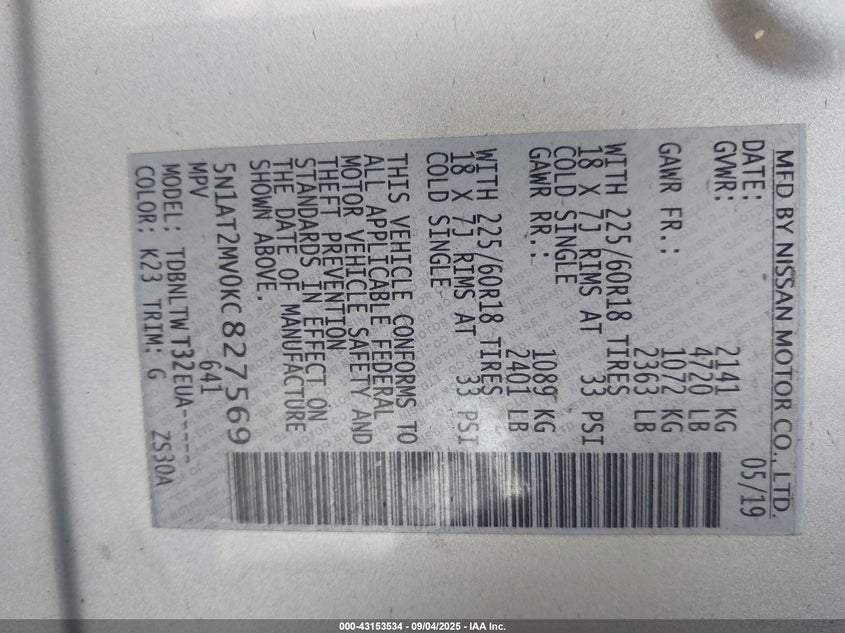 MFD BY NISSAN MOTOR CO., LTD.
DATE: 05/19
GVWR: 2141 KG
4720 LB
GAWR FR.: 1072 KG
2363 LB
WITH 225/60R18 TIRES
18 X 7J RIMS AT 33 PSI
COLD SINGLE
GAWR RR.: 1089 KG
2401 LB
WITH 225/60R18 TIRES
18 X 7J RIMS AT 33 PSI
COLD SINGLE
THIS VEHICLE CONFORMS TO
ALL APPLICABLE FEDERAL
MOTOR VEHICLE SAFETY AND
THEFT PREVENTION
STANDARDS IN EFFECT ON
THE DATE OF MANUFACTURE
SHOWN ABOVE.
5N1AT2MV0KC827569
MPV 641
MODEL: TDBNLTW T32EUA-----
COLOR: K23 TRIM: G ZS30A
000-43153534 - 09/04/2025 - IAA Inc.